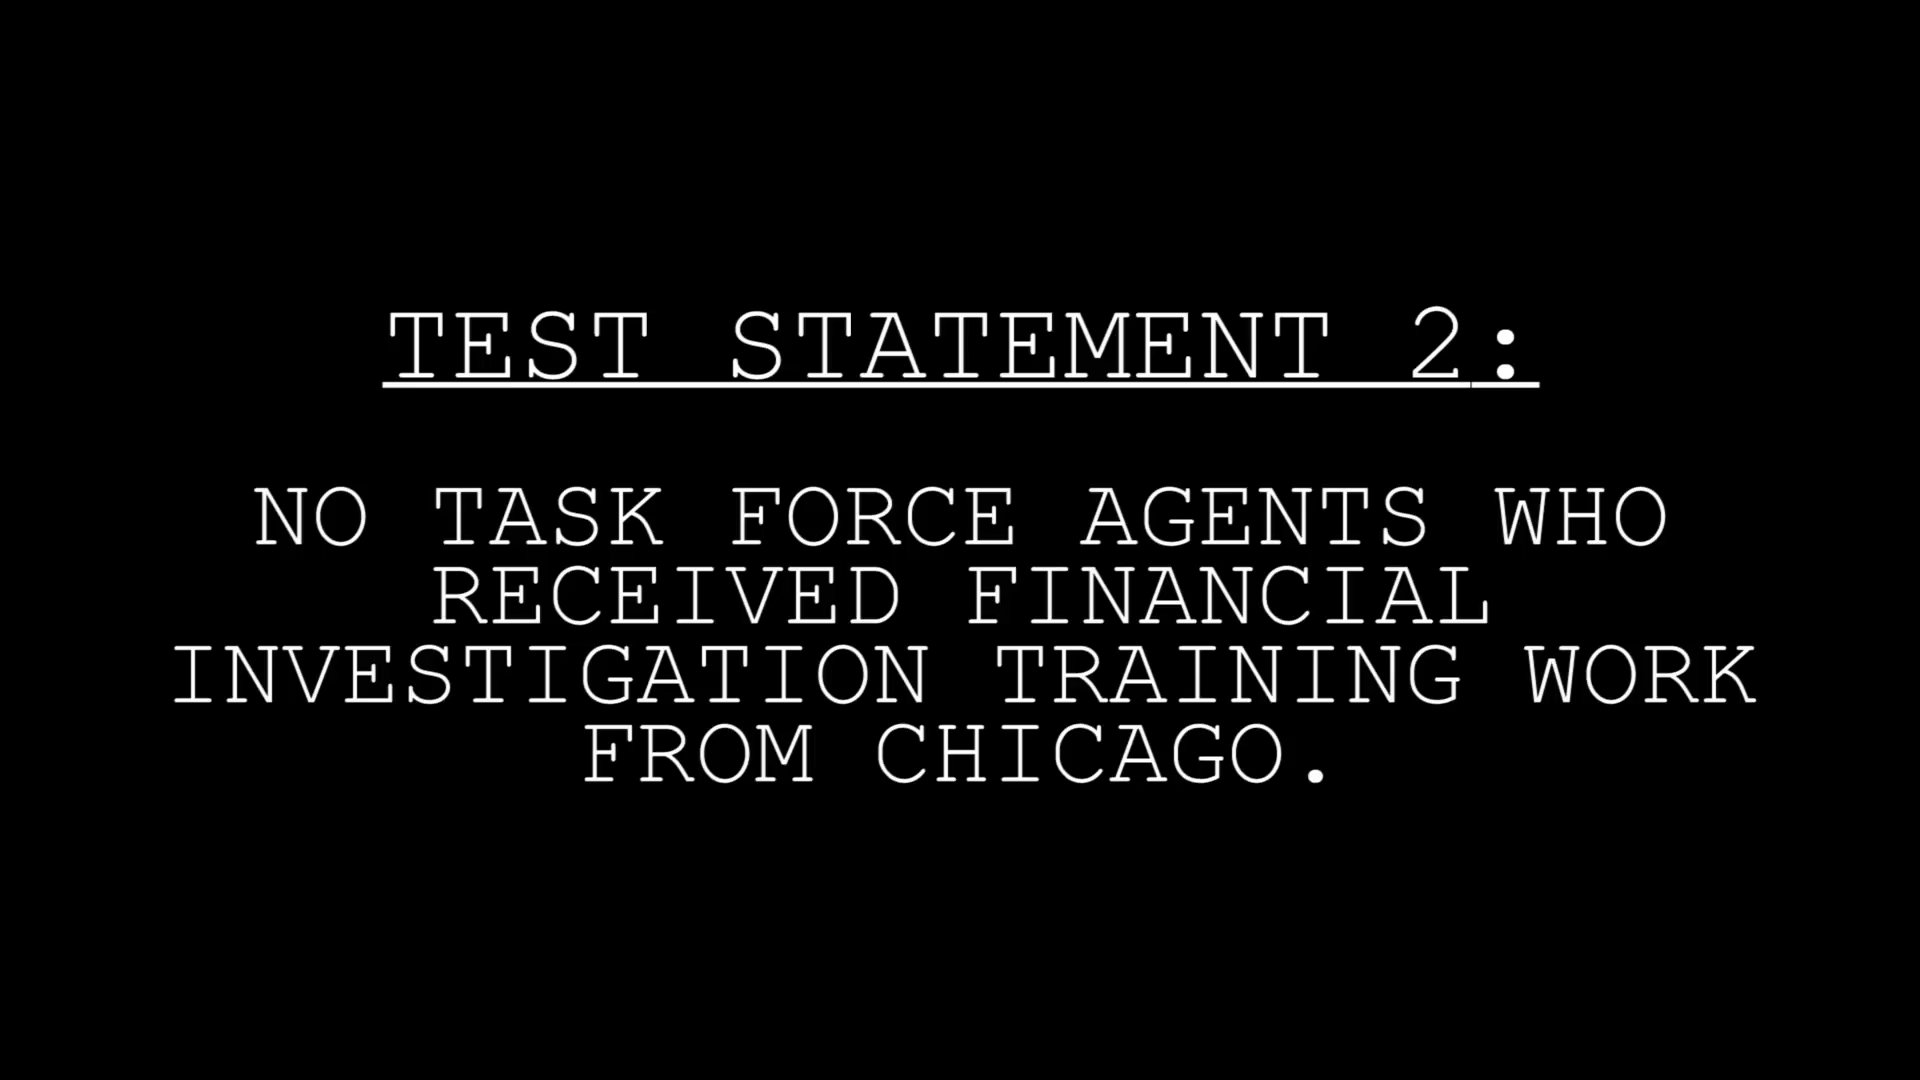 TEST STATEMENT 2:
NO TASK FORCE AGENTS WHO
RECEIVED FINANCIAL
INVESTIGATION TRAINING WORK
FROM CHICAGO.